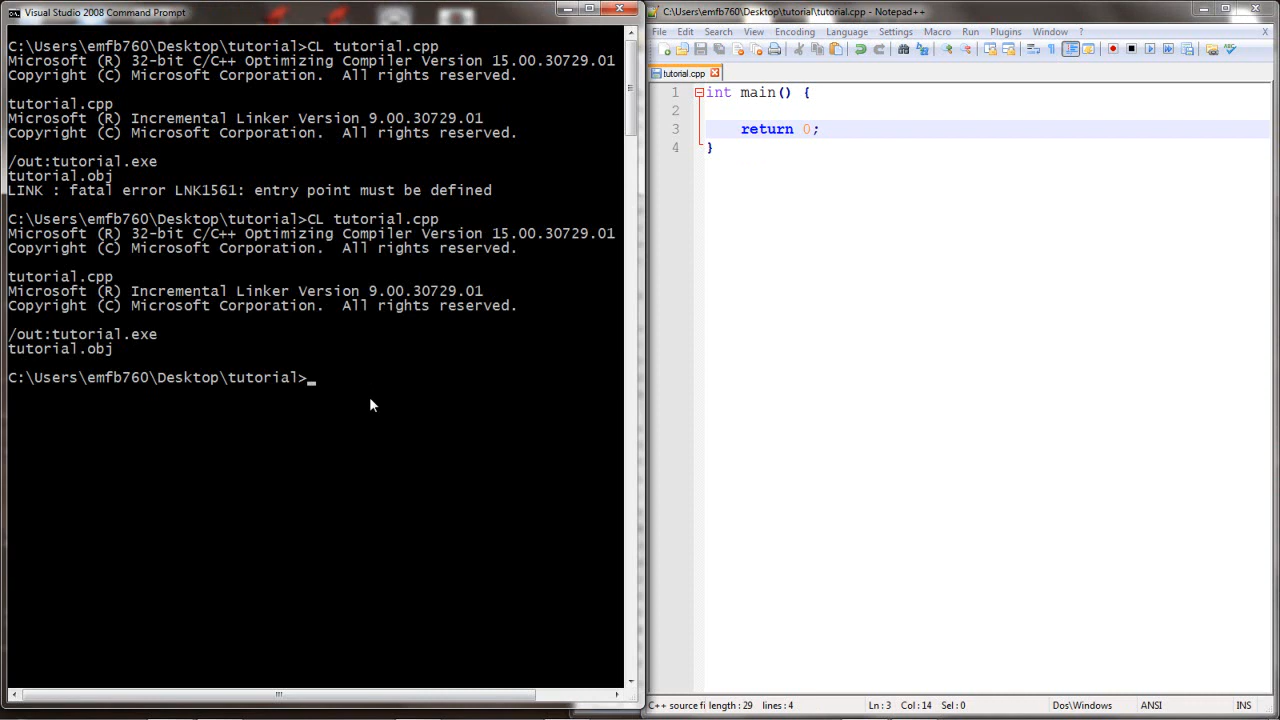 Visual Studio 2008 Command Prompt
C:\Users\emfb760\Desktop\tutorial>CL tutorial.cpp
Microsoft (R) 32-bit C/C++ Optimizing Compiler Version 15.00.30729.01
Copyright (C) Microsoft Corporation.  All rights reserved.
tutorial.cpp
Microsoft (R) Incremental Linker Version 9.00.30729.01
Copyright (C) Microsoft Corporation.  All rights reserved.
/out:tutorial.exe
tutorial.obj
LINK : fatal error LNK1561: entry point must be defined
C:\Users\emfb760\Desktop\tutorial>CL tutorial.cpp
Microsoft (R) 32-bit C/C++ Optimizing Compiler Version 15.00.30729.01
Copyright (C) Microsoft Corporation.  All rights reserved.
tutorial.cpp
Microsoft (R) Incremental Linker Version 9.00.30729.01
Copyright (C) Microsoft Corporation.  All rights reserved.
/out:tutorial.exe
tutorial.obj
C:\Users\emfb760\Desktop\tutorial>_
C:\Users\emfb760\Desktop\tutorial\tutorial.cpp - Notepad++
File Edit Search View Encoding Language Settings Macro Run Plugins Window ? X
tutorial.cpp
1 int main() {
2
3 return 0;
4 }
C++ source fi length : 29 lines : 4 Ln : 3 Col : 14 Sel : 0 Dos\Windows ANSI INS